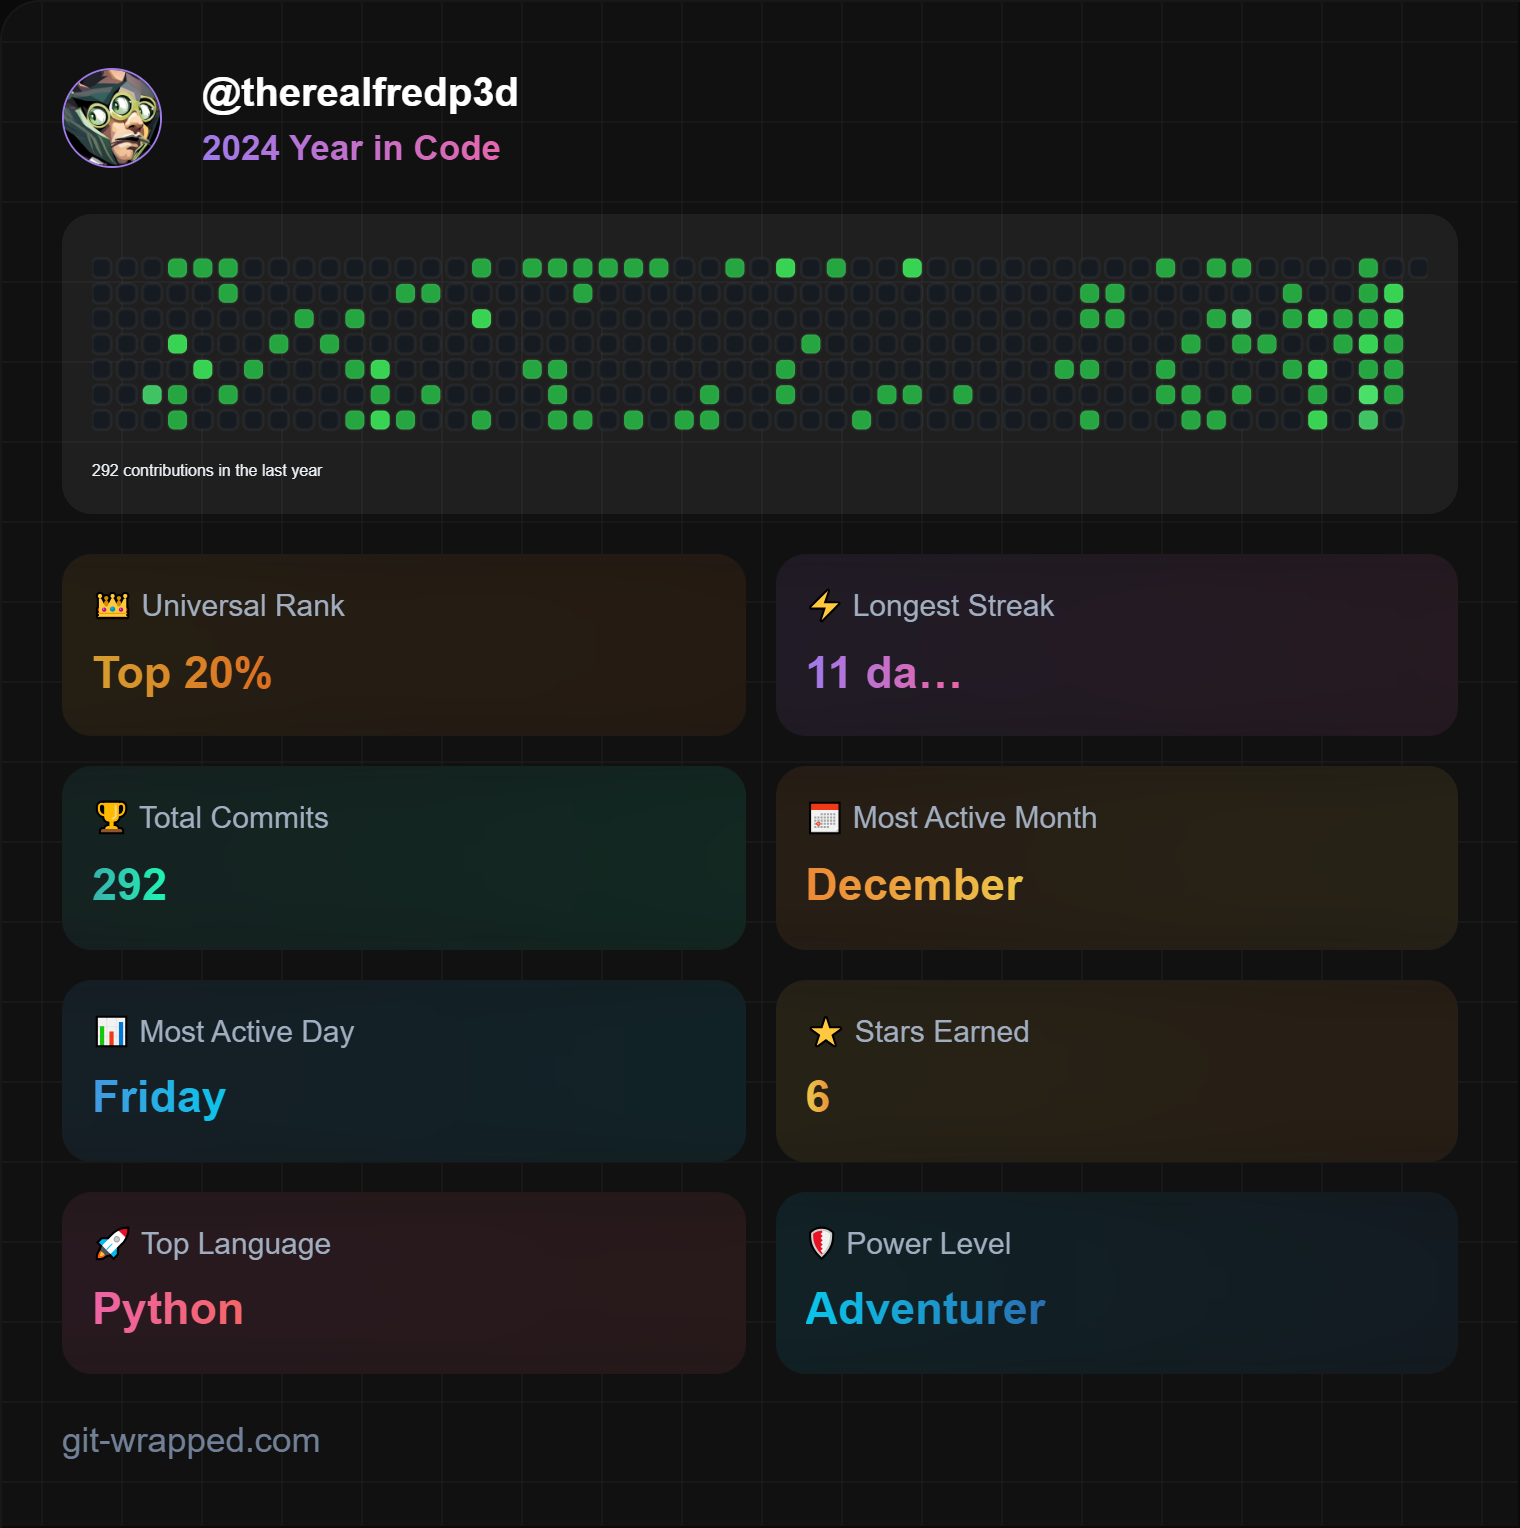 @therealfredp3d
2024 Year in Code
292 contributions in the last year
Universal Rank
Top 20%
Longest Streak
11 da...
Total Commits
292
Most Active Month
December
Most Active Day
Friday
Stars Earned
6
Top Language
Python
Power Level
Adventurer
git-wrapped.com